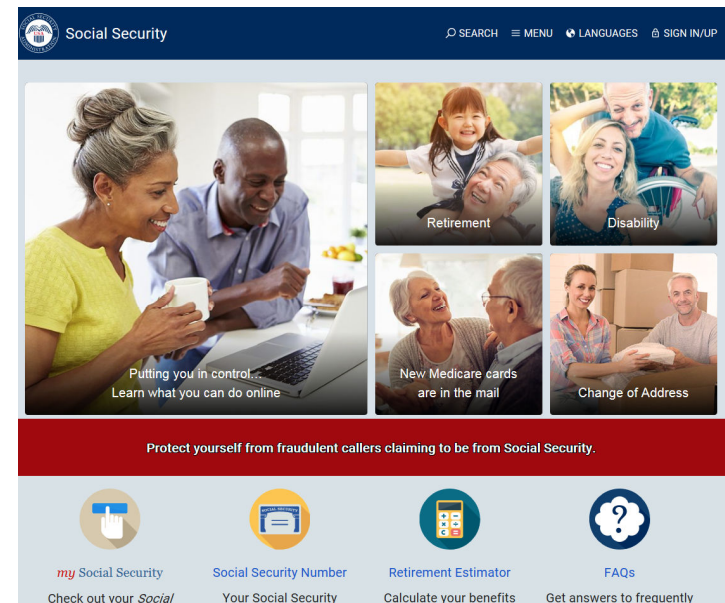 Social Security
SEARCH MENU LANGUAGES SIGN IN/UP
Putting you in control...
Learn what you can do online
Retirement
Disability
New Medicare cards
are in the mail
Change of Address
Protect yourself from fraudulent callers claiming to be from Social Security.
my Social Security
Check out your Social
SOCIAL SECURITY
Social Security Number
Your Social Security
Retirement Estimator
Calculate your benefits
?
FAQs
Get answers to frequently